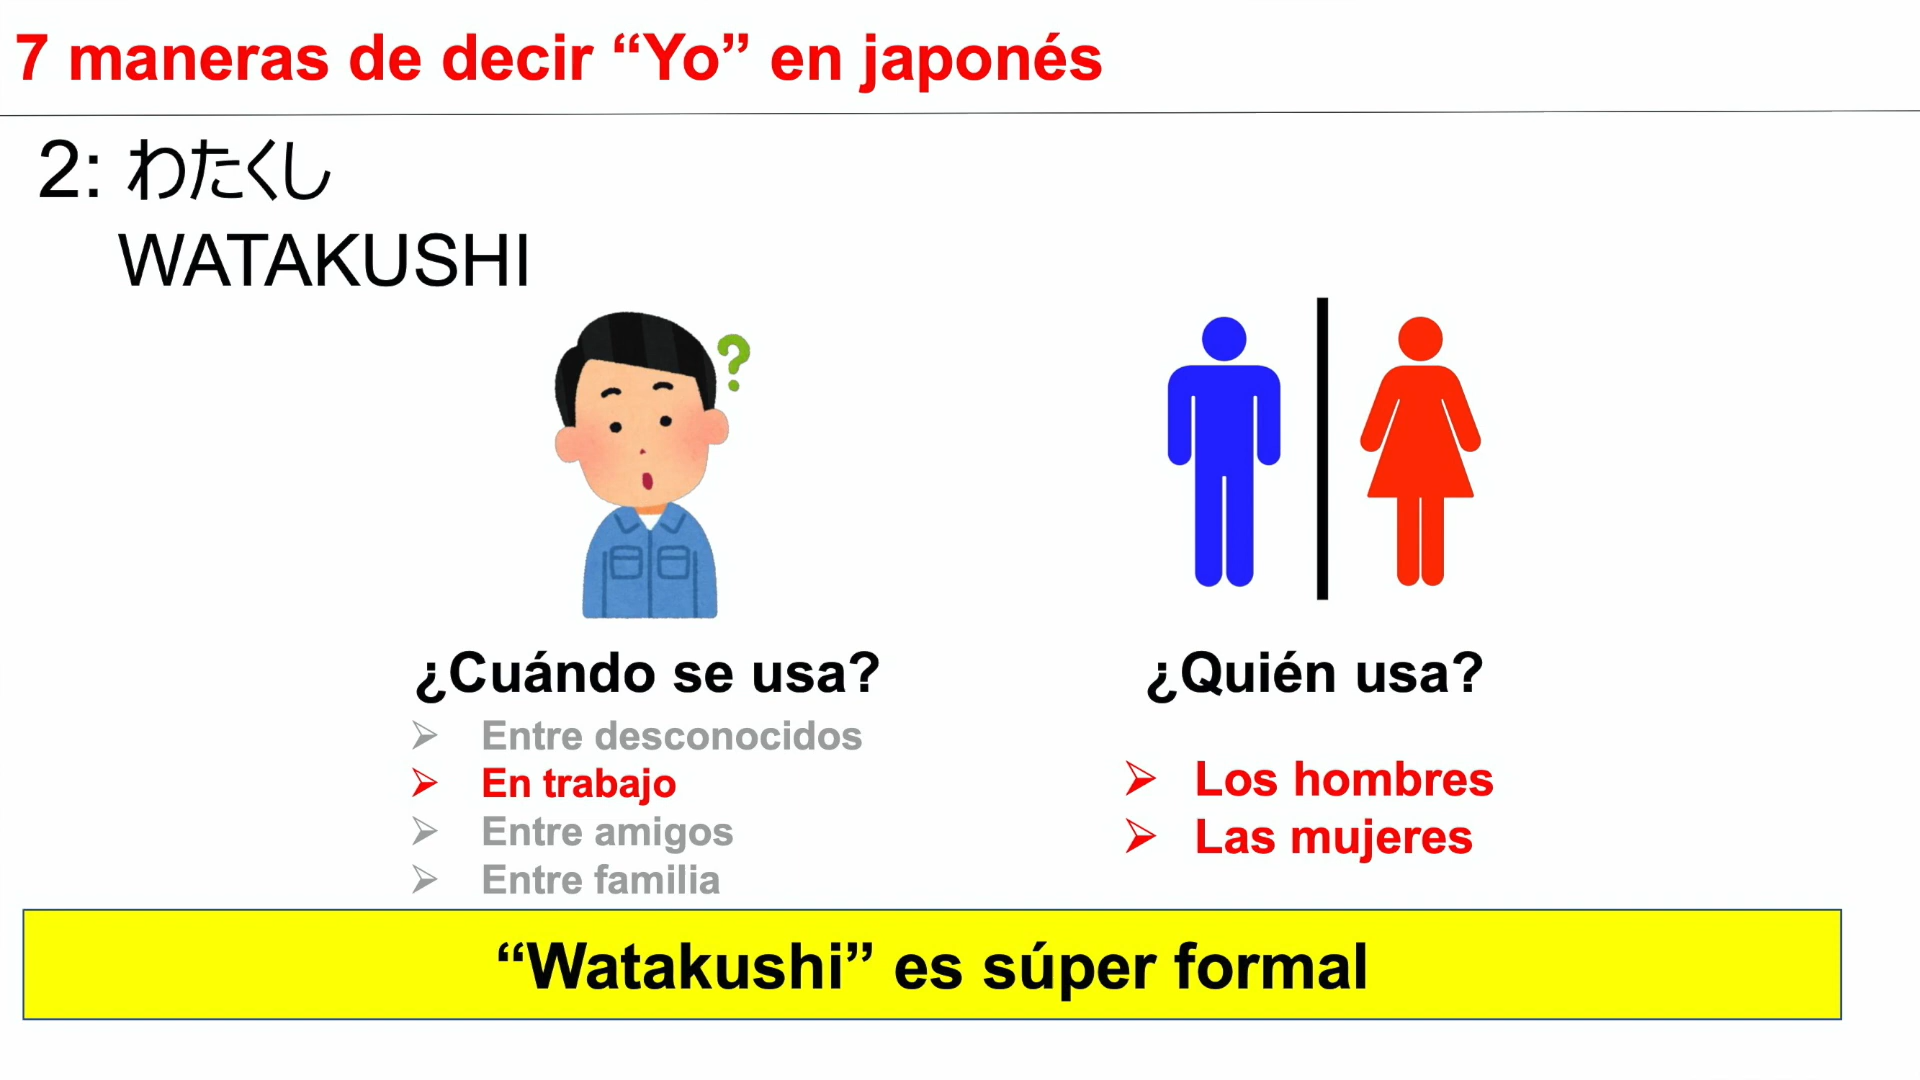 7 maneras de decir “Yo” en japonés
2: わたくし
WATAKUSHI
?
¿Cuándo se usa?
➢ Entre desconocidos
➢ En trabajo
➢ Entre amigos
➢ Entre familia
¿Quién usa?
➢ Los hombres
➢ Las mujeres
“Watakushi” es súper formal